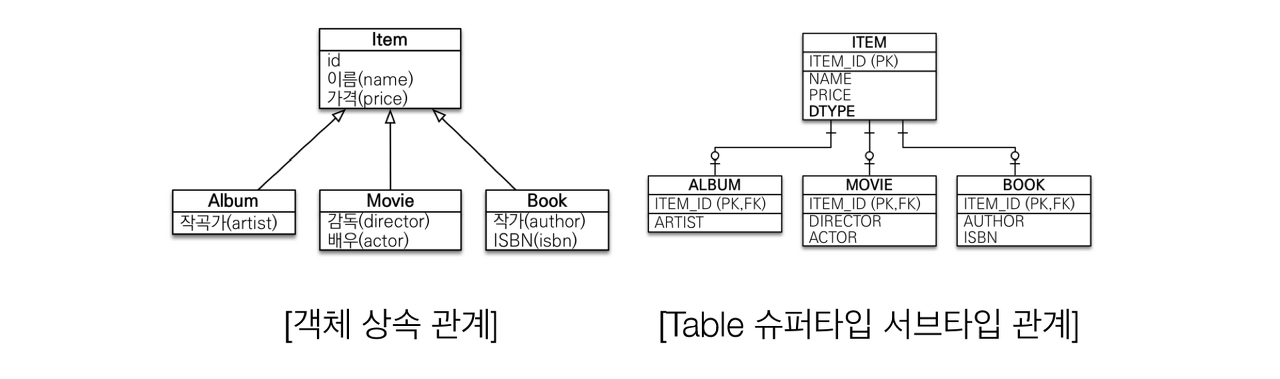 Item
id
이름(name)
가격(price)
Album
작곡가(artist)
Movie
감독(director)
배우(actor)
Book
작가(author)
ISBN(isbn)
[객체 상속 관계]
ITEM
ITEM_ID (PK)
NAME
PRICE
DTYPE
ALBUM
ITEM_ID (PK,FK)
ARTIST
MOVIE
ITEM_ID (PK,FK)
DIRECTOR
ACTOR
BOOK
ITEM_ID (PK,FK)
AUTHOR
ISBN
[Table 슈퍼타입 서브타입 관계]